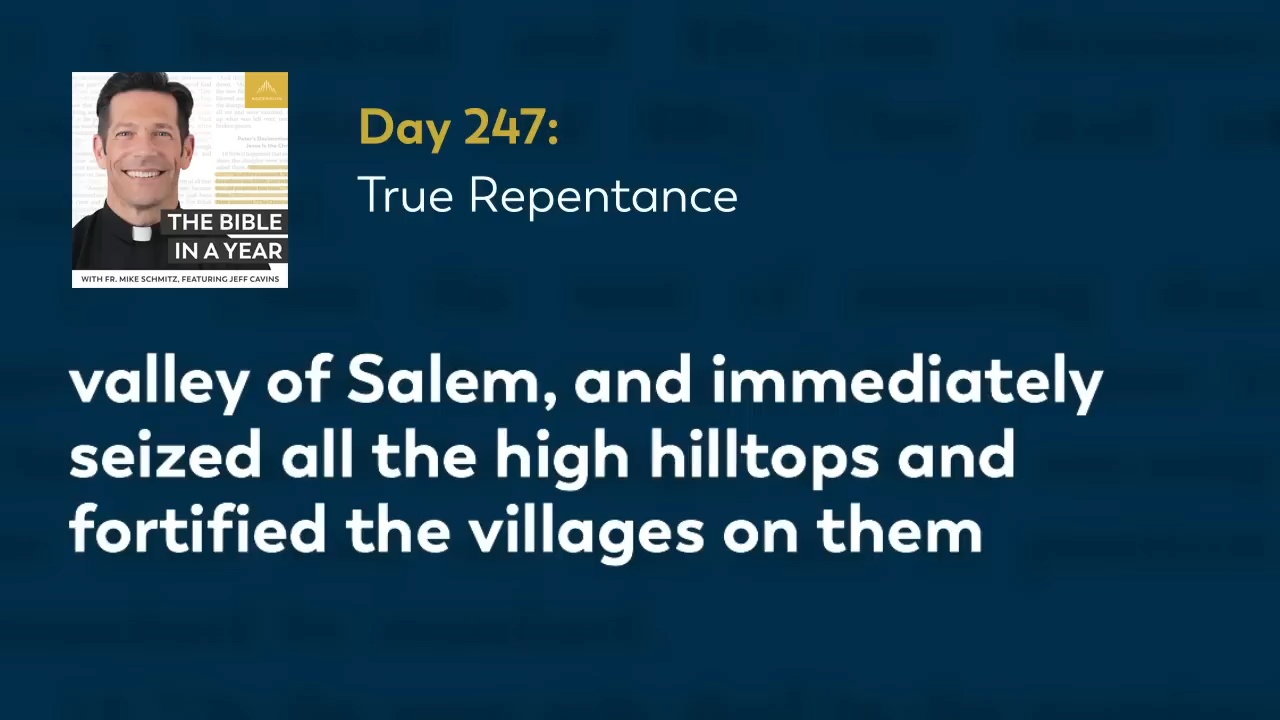 THE BIBLE
IN A YEAR
WITH FR. MIKE SCHMITZ, FEATURING JEFF CAVINS
Day 247:
True Repentance
valley of Salem, and immediately
seized all the high hilltops and
fortified the villages on them